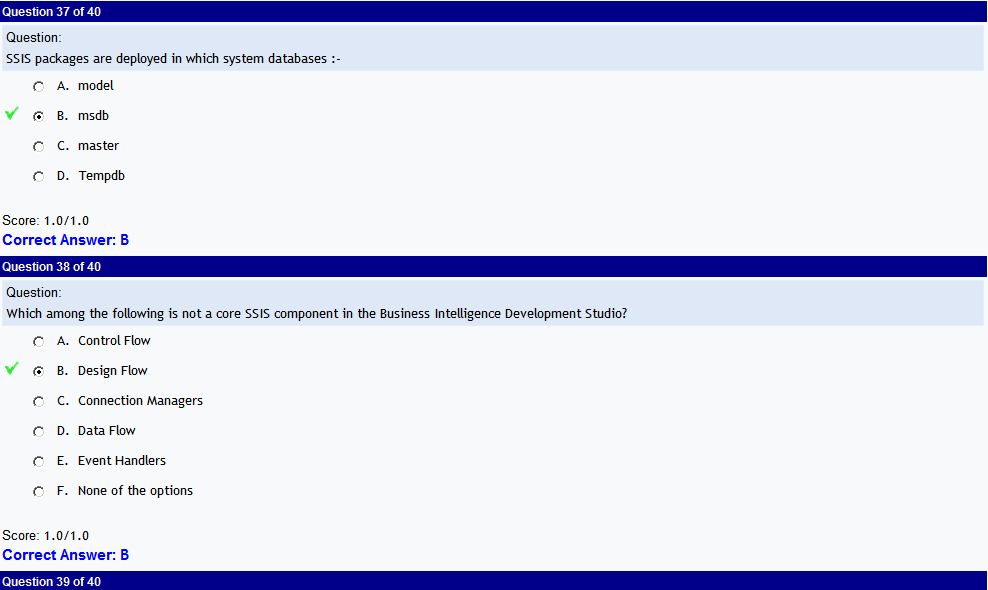 Question 37 of 40
Question:
SSIS packages are deployed in which system databases :-
A. model
B. msdb
C. master
D. Tempdb
Score: 1.0/1.0
Correct Answer: B
Question 38 of 40
Question:
Which among the following is not a core SSIS component in the Business Intelligence Development Studio?
A. Control Flow
B. Design Flow
C. Connection Managers
D. Data Flow
E. Event Handlers
F. None of the options
Score: 1.0/1.0
Correct Answer: B
Question 39 of 40